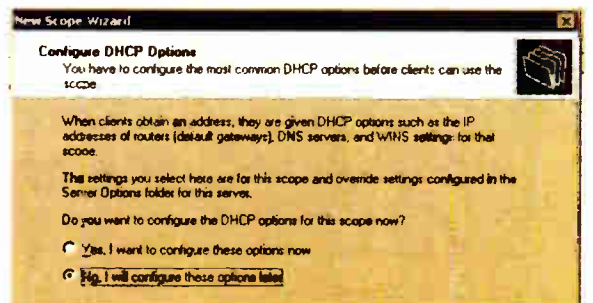 New Scope Wizard
Configure DHCP Options
You have to configure the most common DHCP options before clients can use the
scope
When clients obtain an address, they are given DHCP options such as the IP
addresses of routers (default gateways), DNS servers, and WINS settings for that
scope.
The settings you select here are for this scope and override settings configured in the
Server Options folder for this server.
Do you want to configure the DHCP options for this scope now?
Yes, I want to configure these options now
No, I will configure these options later